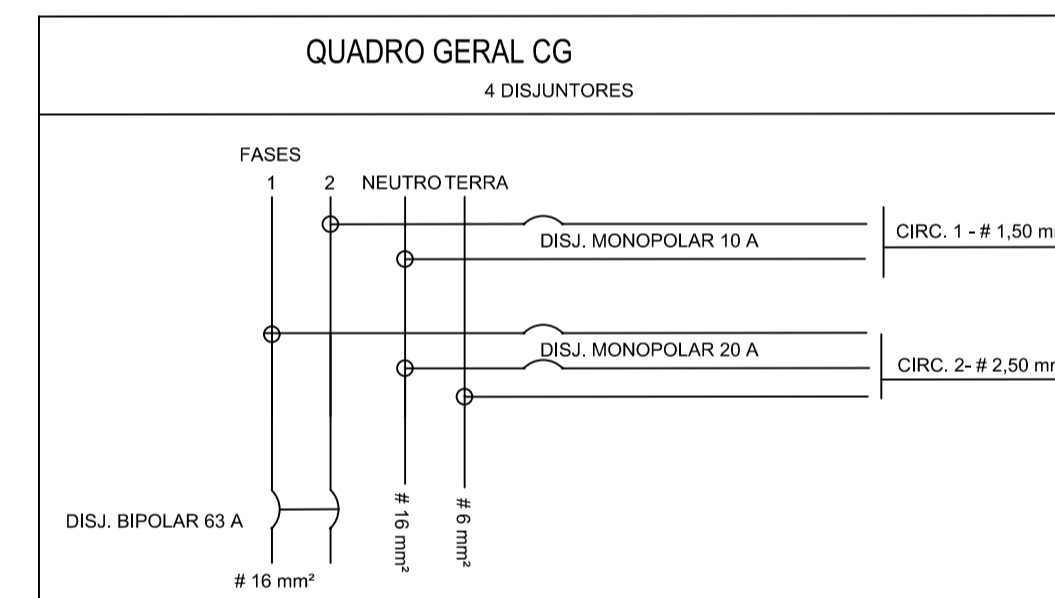 QUADRO GERAL CG
4 DISJUNTORES
FASES
1 2 NEUTRO TERRA
DISJ. MONOPOLAR 10 A
CIRC. 1 - # 1,50
DISJ. MONOPOLAR 20 A
CIRC. 2- # 2,50
DISJ. BIPOLAR 63 A
# 16 mm²
# 6 mm²
# 16 mm²